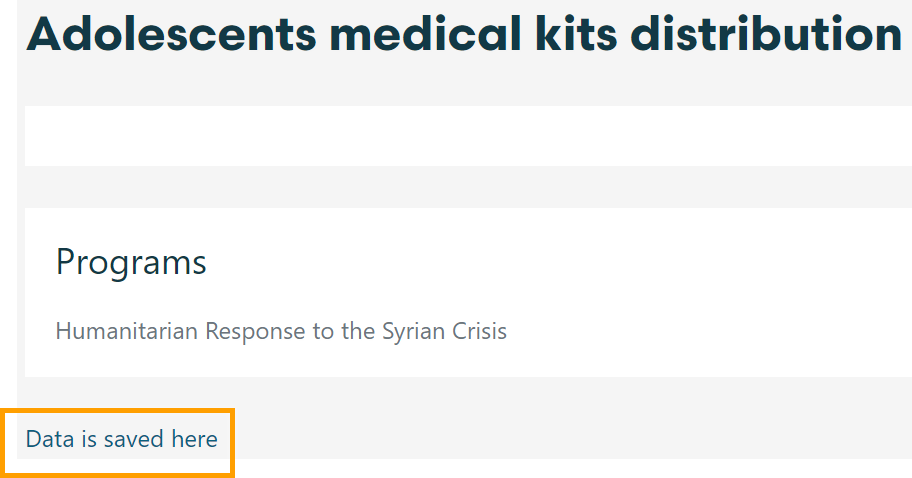 Adolescents medical kits distribution
Programs
Humanitarian Response to the Syrian Crisis
Data is saved here